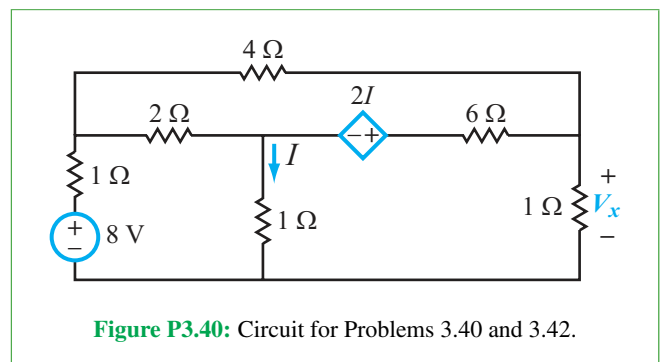 4 Ω
2I
2 Ω
6 Ω
I
1 Ω
+
1 Ω
1 Ω
V_x
+
−
8 V
− +
−
Figure P3.40: Circuit for Problems 3.40 and 3.42.